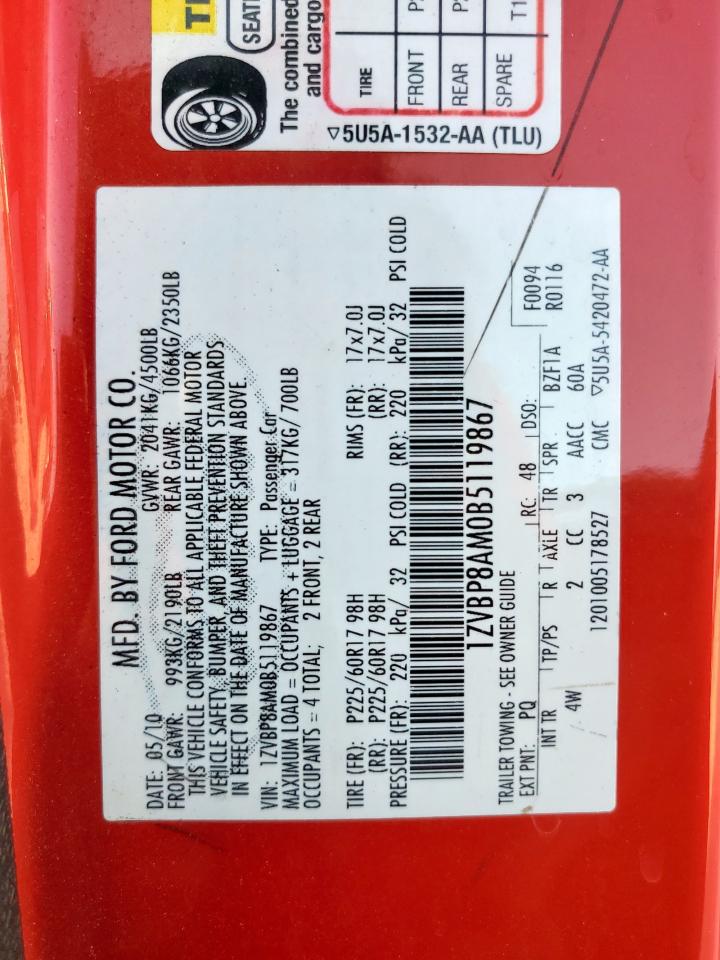 MFD. BY FORD MOTOR CO.
DATE: 05/10 GVWR: 2041KG/4500LB
FRONT GAWR: 993KG/2190LB REAR GAWR: 1066KG/2350LB
THIS VEHICLE CONFORMS TO ALL APPLICABLE FEDERAL MOTOR
VEHICLE SAFETY, BUMPER, AND THEFT PREVENTION STANDARDS
IN EFFECT ON THE DATE OF MANUFACTURE SHOWN ABOVE.
VIN: 1ZVBP8AM0B5119867 TYPE: Passenger Car
MAXIMUM LOAD = OCCUPANTS + LUGGAGE = 317KG/700LB
OCCUPANTS = 4 TOTAL; 2 FRONT, 2 REAR
TIRE (FR): P225/60R17 98H RIMS (FR): 17x7.0J
(RR): P225/60R17 98H (RR): 17x7.0J
PRESSURE (FR): 220 kPa/ 32 PSI COLD (RR): 220 kPa/ 32 PSI COLD
1ZVBP8AM0B5119867
TRAILER TOWING - SEE OWNER GUIDE
EXT PNT: PQ RC: 48 DSO: F0094
R0116
INT TR TP/PS R AXLE TR SPR BZF1A
4W 2 CC 3 AACC 60A
12010051​78527 CMC ▽5U5A-5420472-AA
SEATI
The combined
and cargo
TIRE
FRONT
REAR
SPARE T1
▽5U5A-1532-AA (TLU)